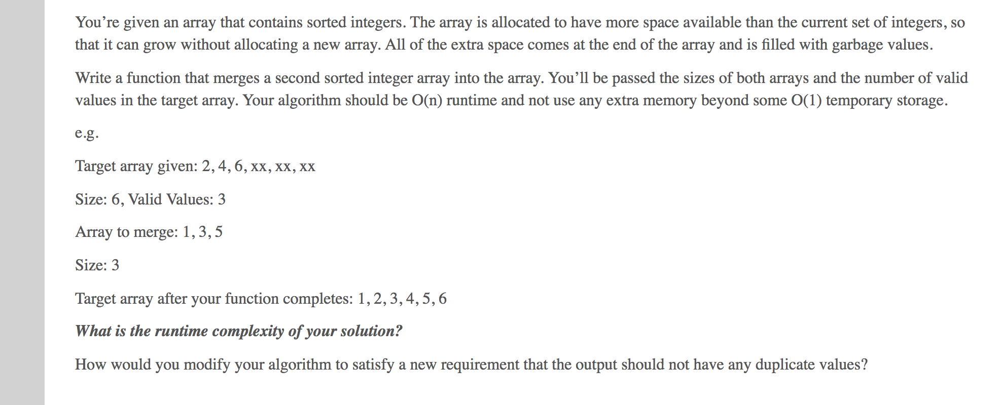 You’re given an array that contains sorted integers. The array is allocated to have more space available than the current set of integers, so
that it can grow without allocating a new array. All of the extra space comes at the end of the array and is filled with garbage values.
Write a function that merges a second sorted integer array into the array. You’ll be passed the sizes of both arrays and the number of valid
values in the target array. Your algorithm should be O(n) runtime and not use any extra memory beyond some O(1) temporary storage.
e.g.
Target array given: 2, 4, 6, xx, xx, xx
Size: 6, Valid Values: 3
Array to merge: 1, 3, 5
Size: 3
Target array after your function completes: 1, 2, 3, 4, 5, 6
What is the runtime complexity of your solution?
How would you modify your algorithm to satisfy a new requirement that the output should not have any duplicate values?